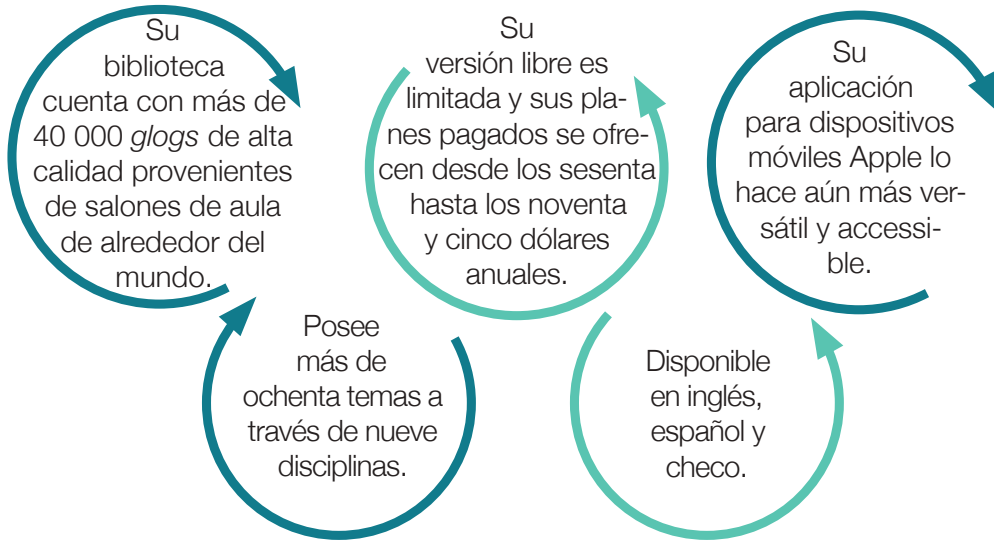 Su
biblioteca
cuenta con más de
40 000 glogs de alta
calidad provenientes
de salones de aula
de alrededor del
mundo.
Posee
más de
ochenta temas a
través de nueve
disciplinas.
Su
versión libre es
limitada y sus pla-
nes pagados se ofre-
cen desde los sesenta
hasta los noventa
y cinco dólares
anuales.
Disponible
en inglés,
español y
checo.
Su
aplicación
para dispositivos
móviles Apple lo
hace aún más ver-
sátil y accessi-
ble.